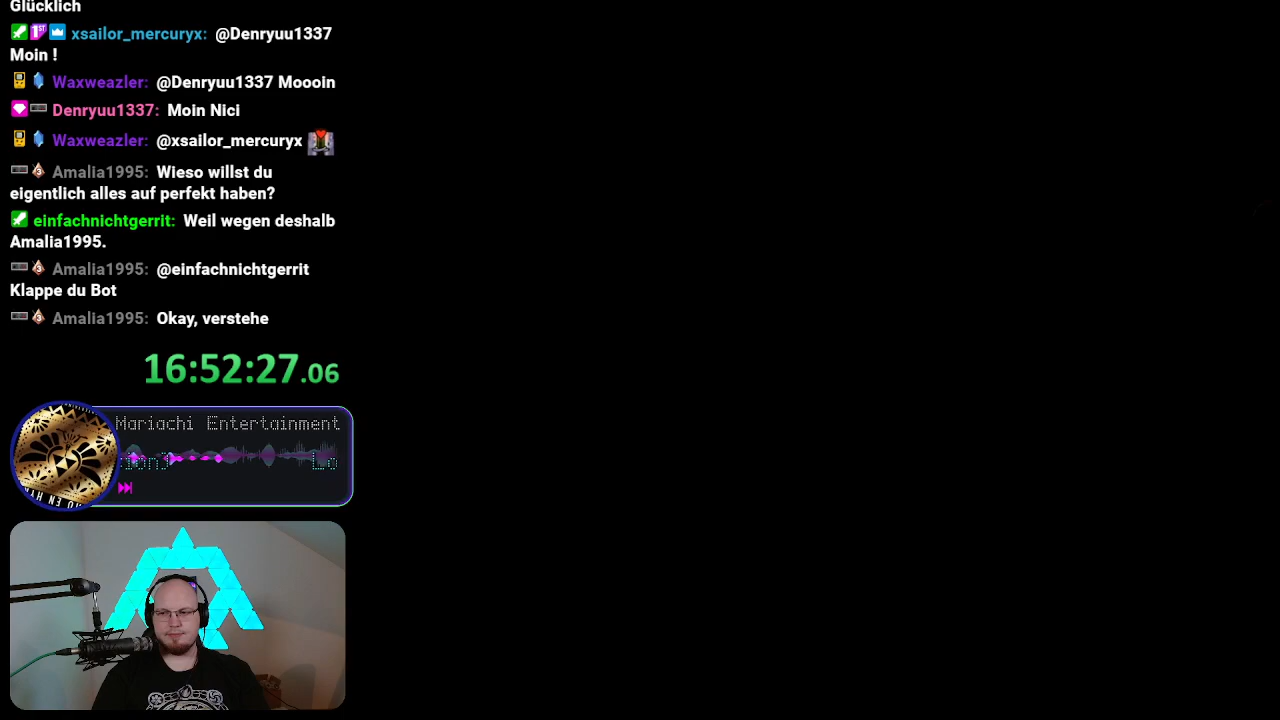 Glücklich
xsailor_mercuryx: @Denryuu1337
Moin !
Waxweazler: @Denryuu1337 Moooin
Denryuu1337: Moin Nici
Waxweazler: @xsailor_mercuryx
Amalia1995: Wieso willst du
eigentlich alles auf perfekt haben?
einfachnichtgerrit: Weil wegen deshalb
Amalia1995.
Amalia1995: @einfachnichtgerrit
Klappe du Bot
Amalia1995: Okay, verstehe
16:52:27.06
Mariachi Entertainment